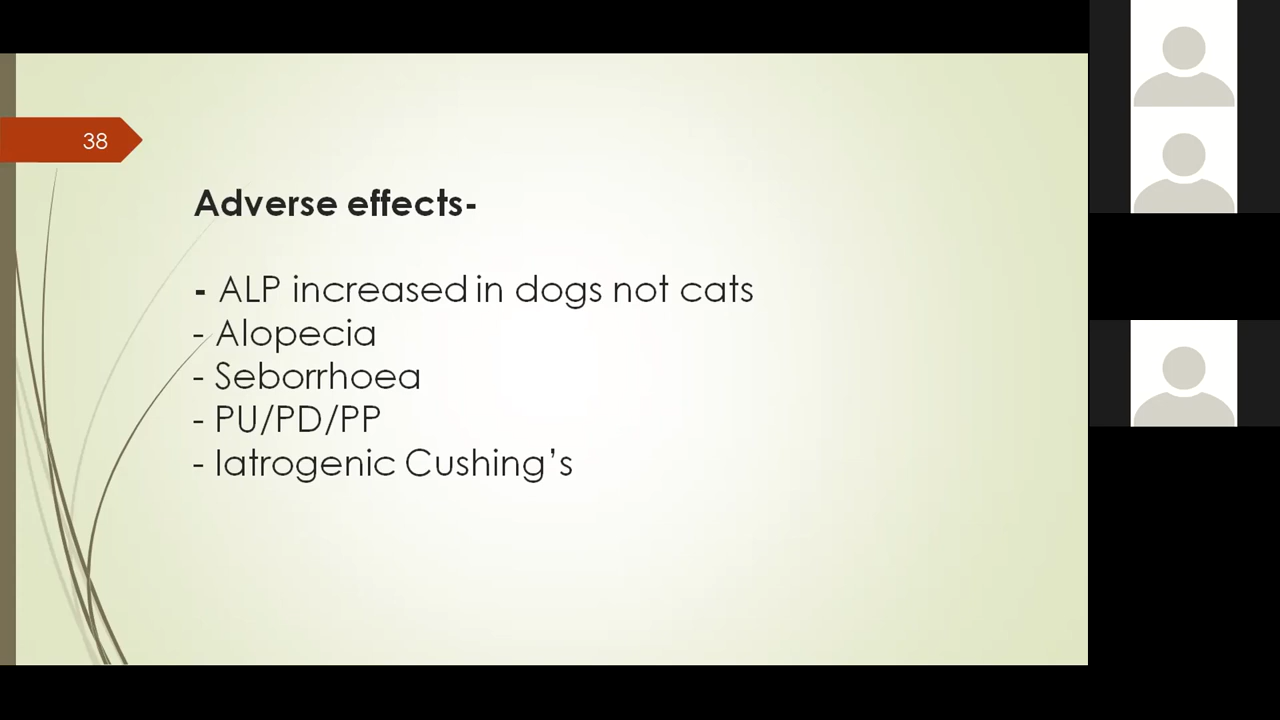 38
Adverse effects-
- ALP increased in dogs not cats
- Alopecia
- Seborrhoea
- PU/PD/PP
- Iatrogenic Cushing’s